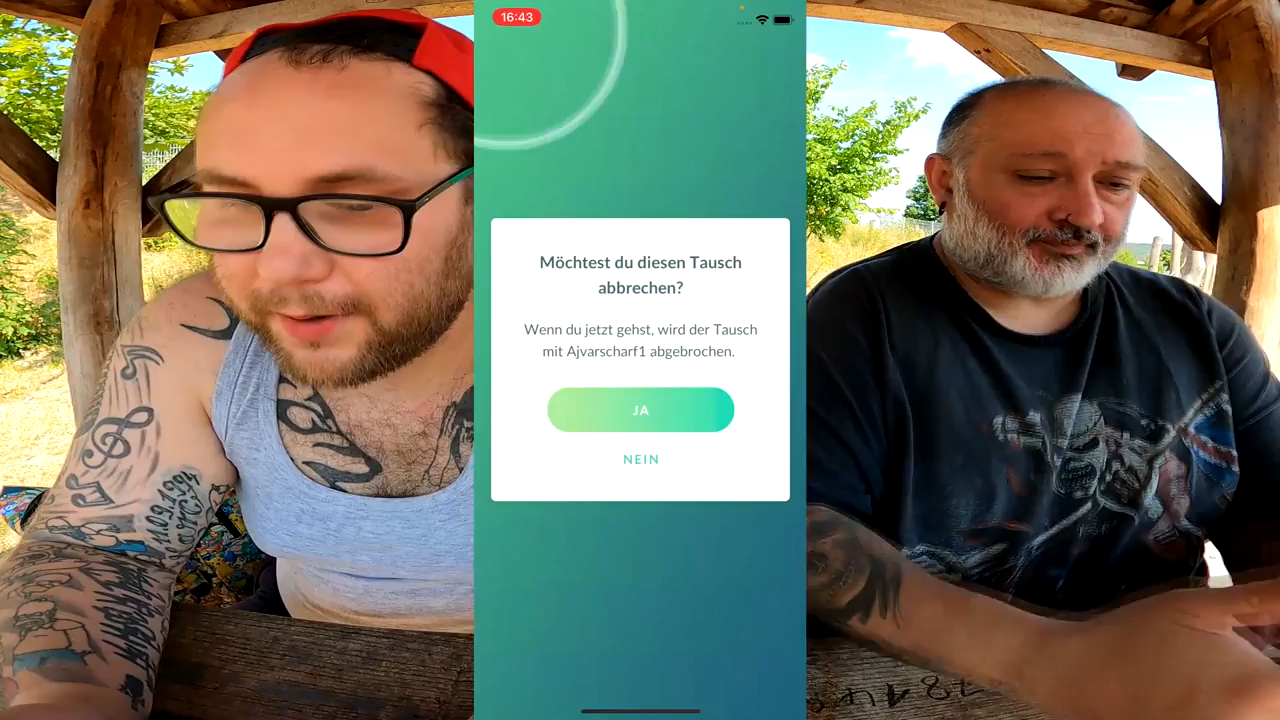 16:43
Möchtest du diesen Tausch
abbrechen?
Wenn du jetzt gehst, wird der Tausch
mit Ajvarscharf1 abgebrochen.
JA
NEIN